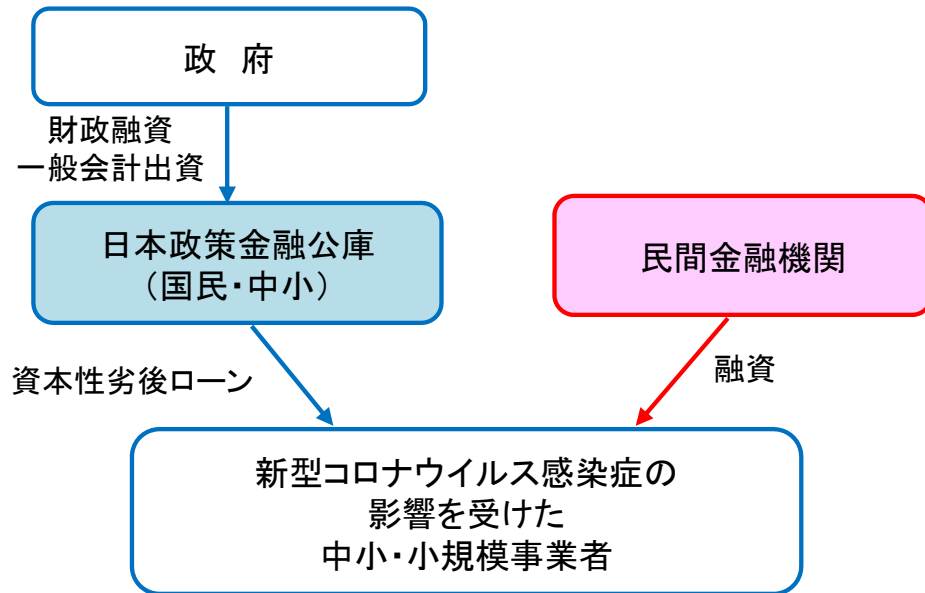 政 府
財政融資
一般会計出資
日本政策金融公庫
（国民・中小）
民間金融機関
資本性劣後ローン
融資
新型コロナウイルス感染症の
影響を受けた
中小・小規模事業者